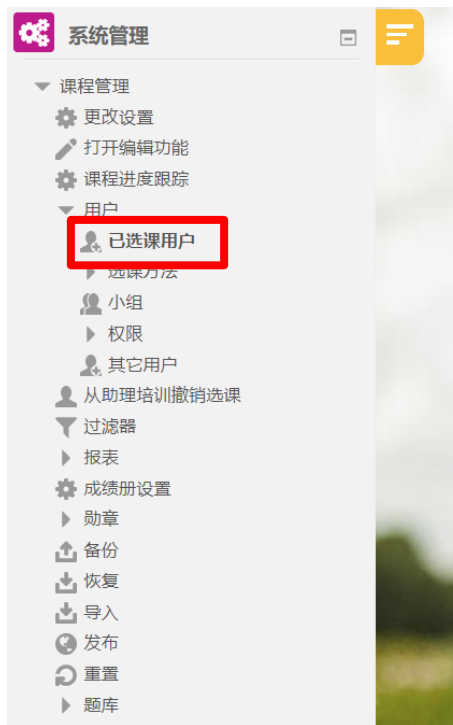 系统管理
课程管理
更改设置
打开编辑功能
课程进度跟踪
用户
已选课用户
选课方法
小组
权限
其它用户
从助理培训撤销选课
过滤器
报表
成绩册设置
勋章
备份
恢复
导入
发布
重置
题库